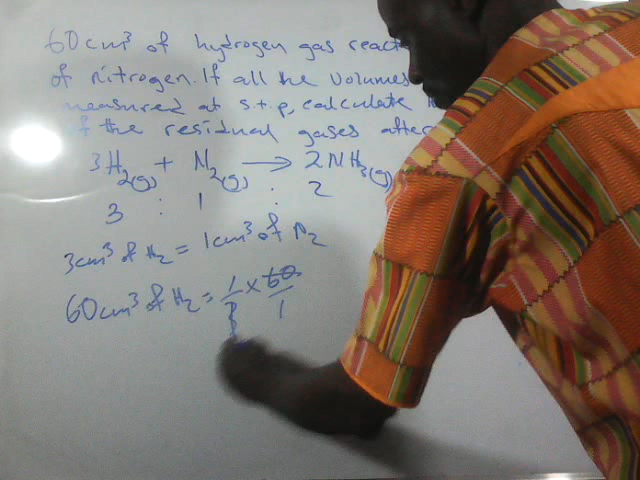 60cm³ of hydrogen gas react
of nitrogen. If all the volumes
measured at s.t.p, calculate
of the residual gases after
3H₂(g) + N₂(g) → 2NH₃(g)
3 : 1 : 2
3cm³ of H₂ = 1cm³ of N₂
60cm³ of H₂ = 1/3 × 60/1